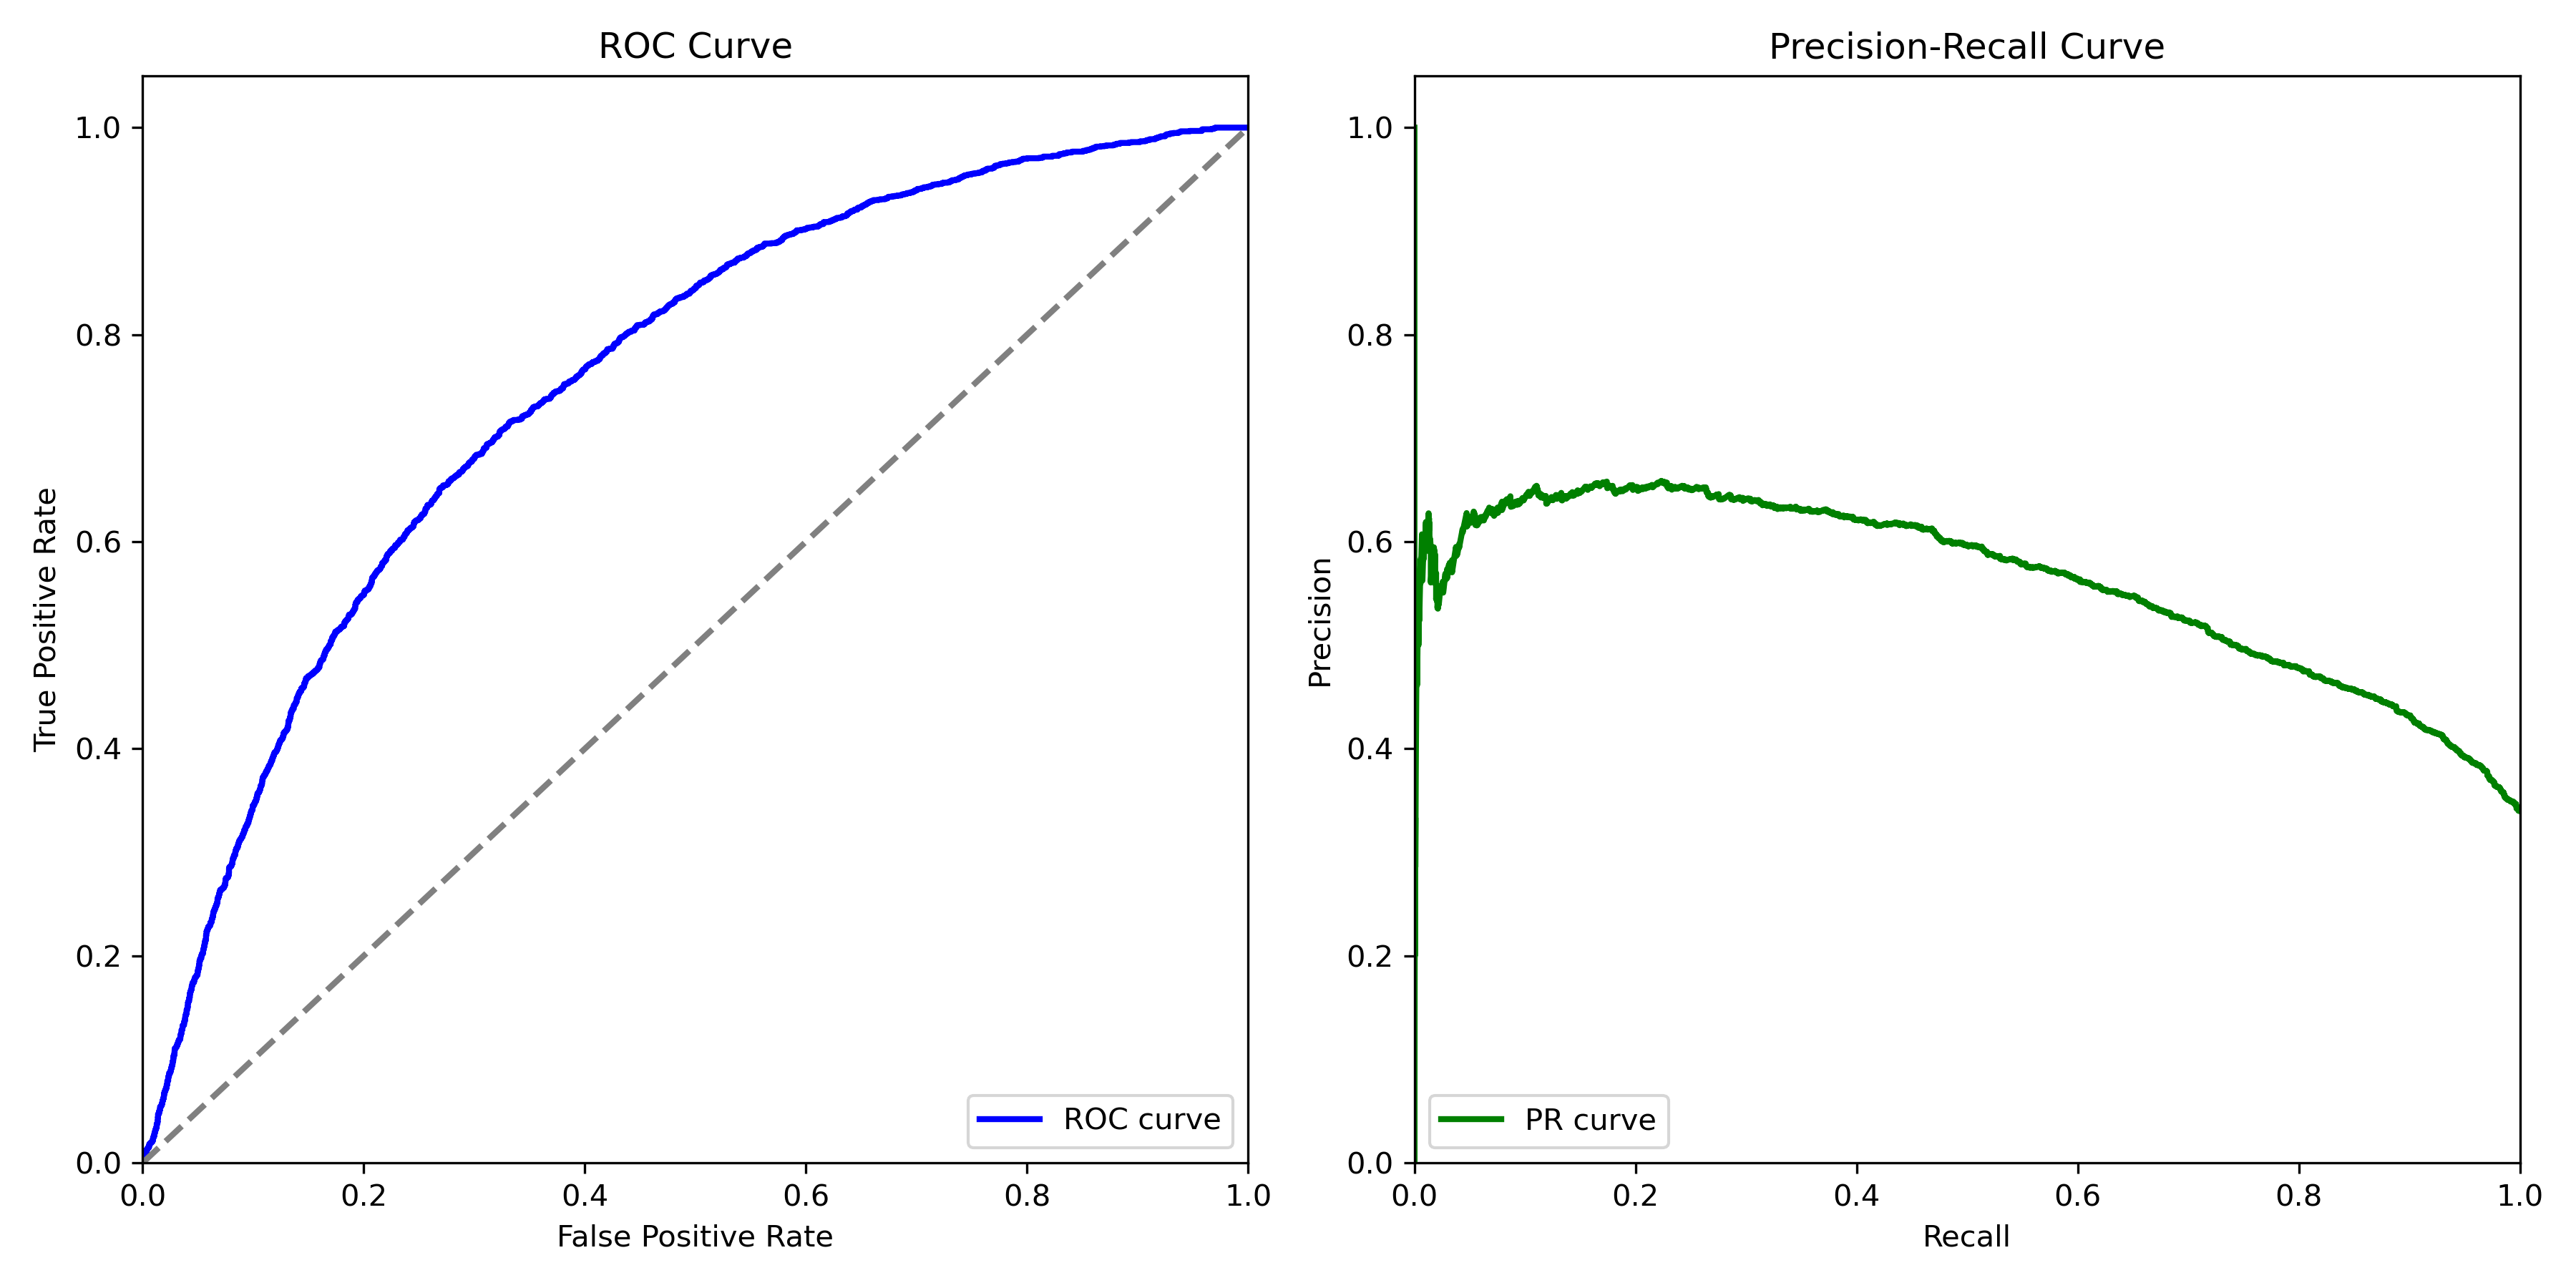 ROC Curve
1.0
0.8
0.6
0.4
0.2
0.0
True Positive Rate
0.0 0.2 0.4 0.6 0.8 1.0
False Positive Rate
ROC curve
Precision-Recall Curve
1.0
0.8
0.6
0.4
0.2
0.0
Precision
0.0 0.2 0.4 0.6 0.8 1.0
Recall
PR curve